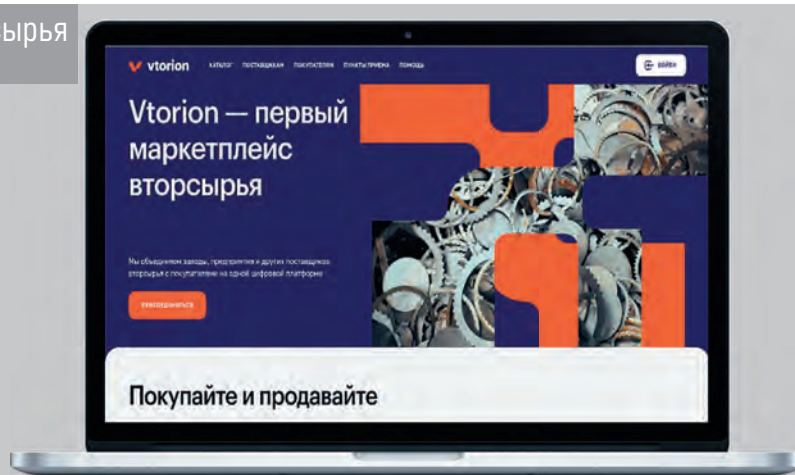 сырья
vtorion
КАТАЛОГ ПОСТАВЩИКАМ ПОКУПАТЕЛЯМ ПУНКТЫ ПРИЕМА ПОМОЩЬ
ВОЙТИ
Vtorion — первый
маркетплейс
вторсырья
Мы объединяем заводы, предприятия и других поставщиков
вторсырья с покупателями на одной цифровой платформе
ПРИСОЕДИНИТЬСЯ
Покупайте и продавайте